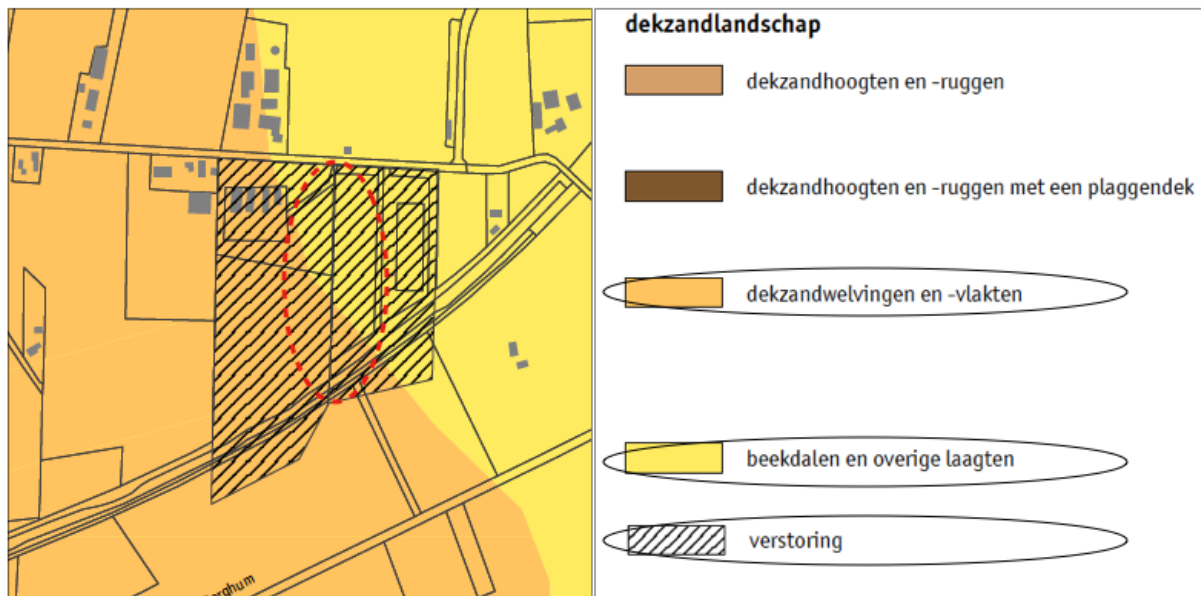 dekzandlandschap
dekzandhoogten en -ruggen
dekzandhoogten en -ruggen met een plaggendek
dekzandwelvingen en -vlakten
beekdalen en overige laagten
verstoring